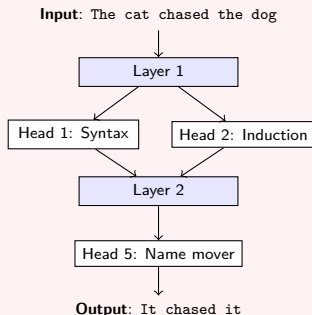 Input: The cat chased the dog
Layer 1
Head 1: Syntax
Head 2: Induction
Layer 2
Head 5: Name mover
Output: It chased it